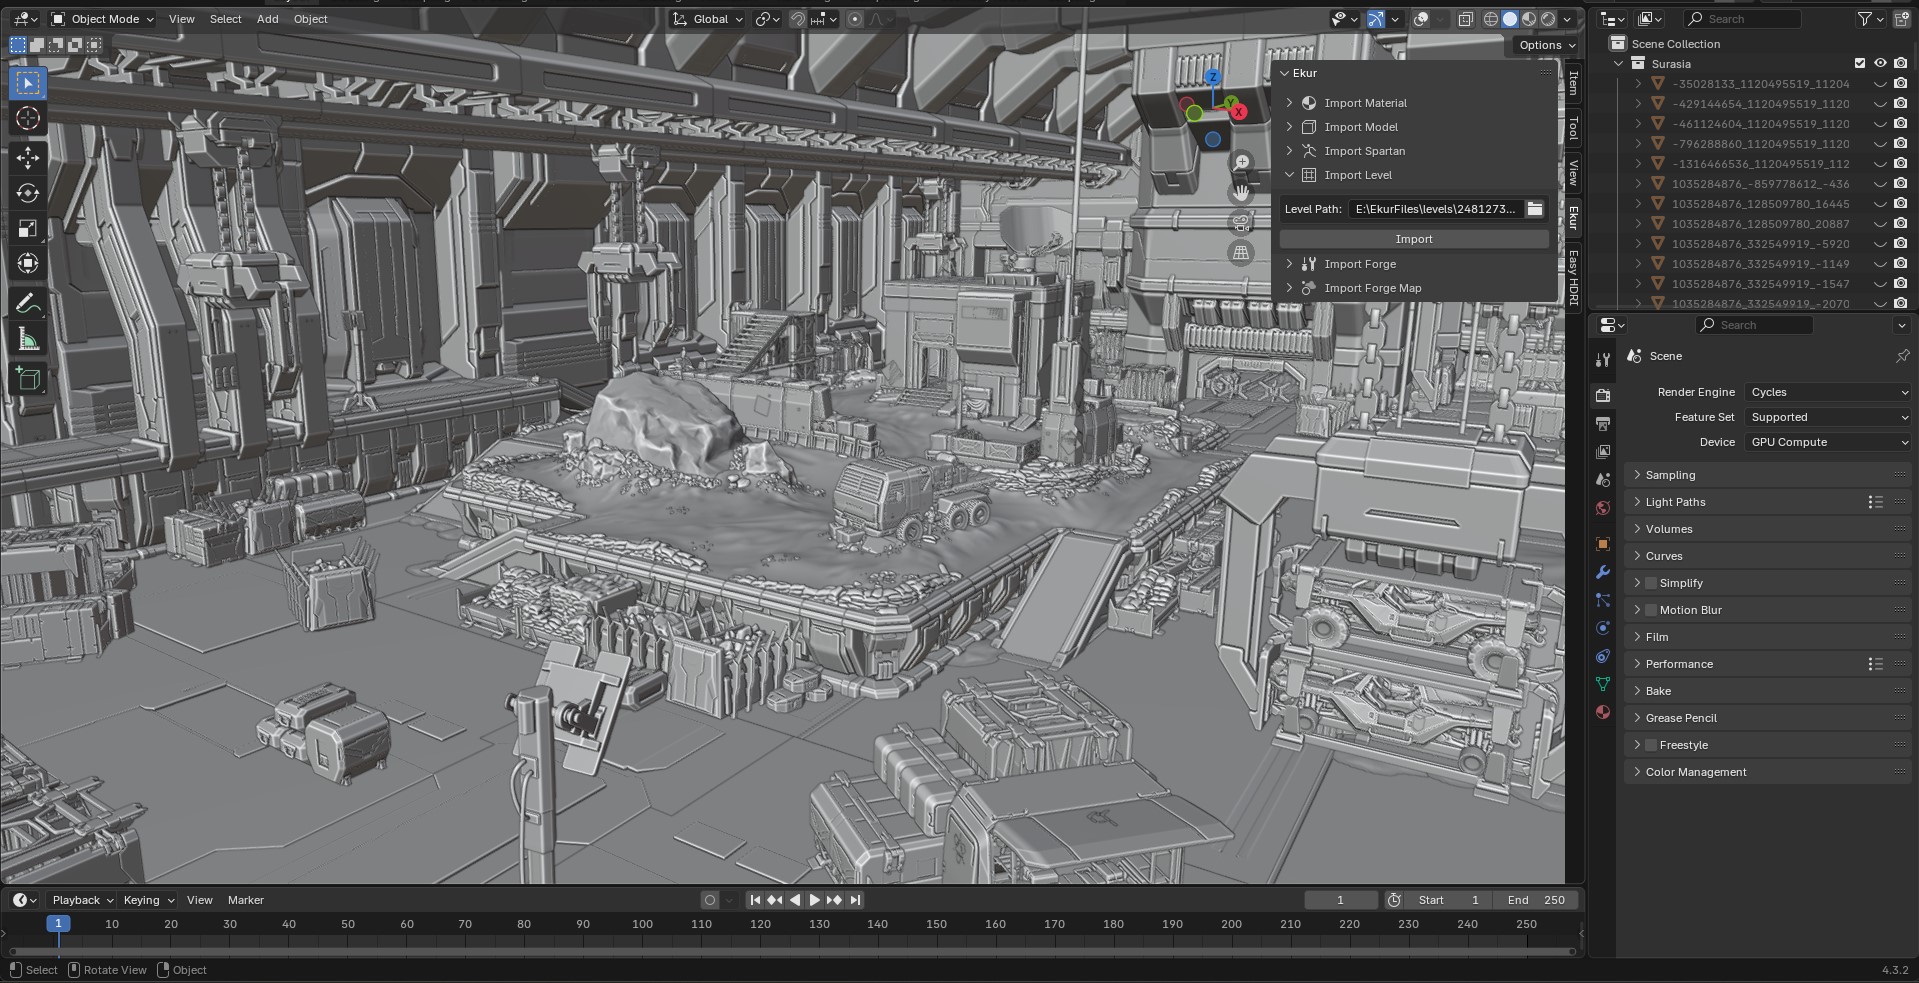 Object Mode
View
Select
Add
Object
Global
Search
Options
Scene Collection
Surasia
Ekur
-35028133_1120495519_11204
Import Material
-429144654_1120495519_1120
Import Model
-461124604_1120495519_1120
Import Spartan
-796288860_1120495519_1120
Import Level
-1316466536_1120495519_112
1035284876_-859778612_-436
Level Path:
E:\EkurFiles\levels\2481273...
1035284876_128509780_16445
1035284876_128509780_20887
Import
1035284876_332549919_-5920
Import Forge
1035284876_332549919_-1149
Import Forge Map
1035284876_332549919_-1547
1035284876_332549919_-2070
Z
Y
X
Item
Tool
View
Ekur
Easy HDRI
Search
Scene
Render Engine
Cycles
Feature Set
Supported
Device
GPU Compute
Sampling
Light Paths
Volumes
Curves
Simplify
Motion Blur
Film
Performance
Bake
Grease Pencil
Freestyle
Color Management
Playback
Keying
View
Marker
1
Start
1
End
250
1
10
20
30
40
50
60
70
80
90
100
110
120
130
140
150
160
170
180
190
200
210
220
230
240
250
Select
Rotate View
Object
4.3.2